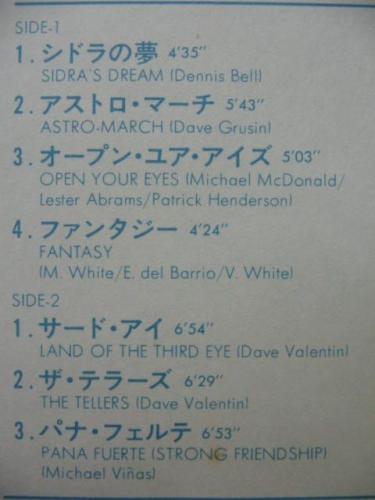 SIDE-1
1. シドラの夢 4'35"
SIDRA'S DREAM (Dennis Bell)
2. アストロ・マーチ 5'43"
ASTRO-MARCH (Dave Grusin)
3. オープン・ユア・アイズ 5'03"
OPEN YOUR EYES (Michael McDonald/
Lester Abrams/Patrick Henderson)
4. ファンタジー 4'24"
FANTASY
(M. White/E. del Barrio/V. White)
SIDE-2
1. サード・アイ 6'54"
LAND OF THE THIRD EYE (Dave Valentin)
2. ザ・テラーズ 6'29"
THE TELLERS (Dave Valentin)
3. パナ・フェルテ 6'53"
PANA FUERTE (STRONG FRIENDSHIP)
(Michael Viñas)